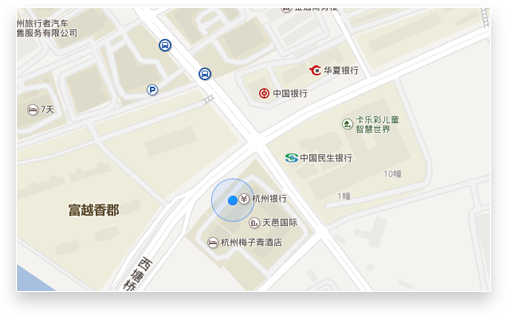 州旅行者汽车
售服务有限公司
华夏银行
中国银行
P
7天
卡乐彩儿童
智慧世界
中国民生银行
10幢
1幢
杭州银行
富越香郡
天邑国际
杭州梅子青酒店
西塘桥